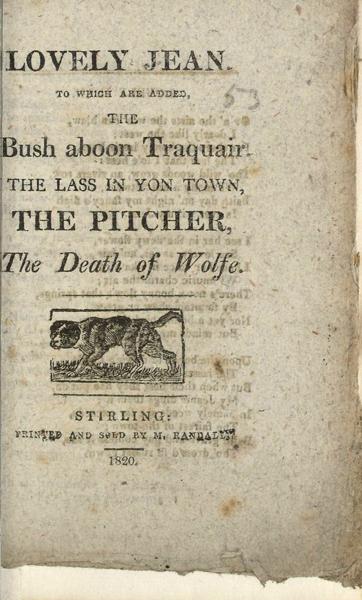 LOVELY JEAN.
TO WHICH ARE ADDED,
53
THE
Bush aboon Traquair.
THE LASS IN YON TOWN,
THE PITCHER,
The Death of Wolfe.
STIRLING:
PRINTED AND SOLD BY M. RANDALL,
1820.